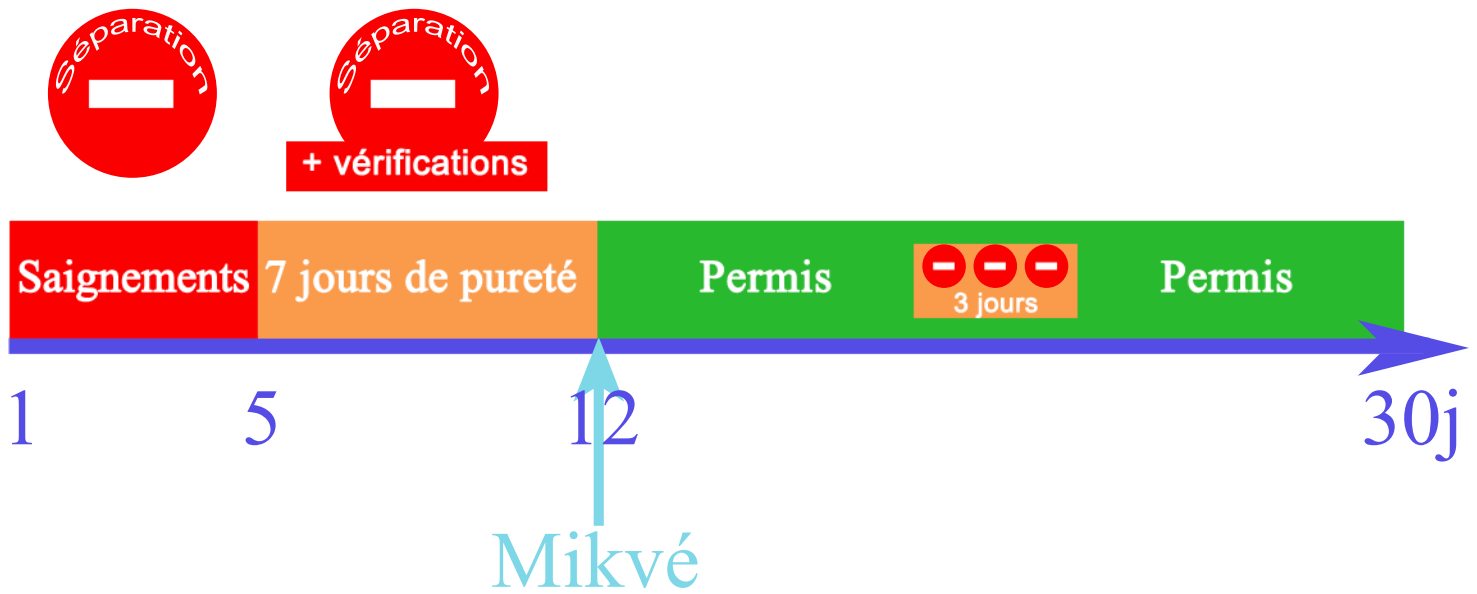 Séparation
Séparation
+ vérifications
Saignements
7 jours de pureté
Permis
3 jours
Permis
1
5
12
30j
Mikvé